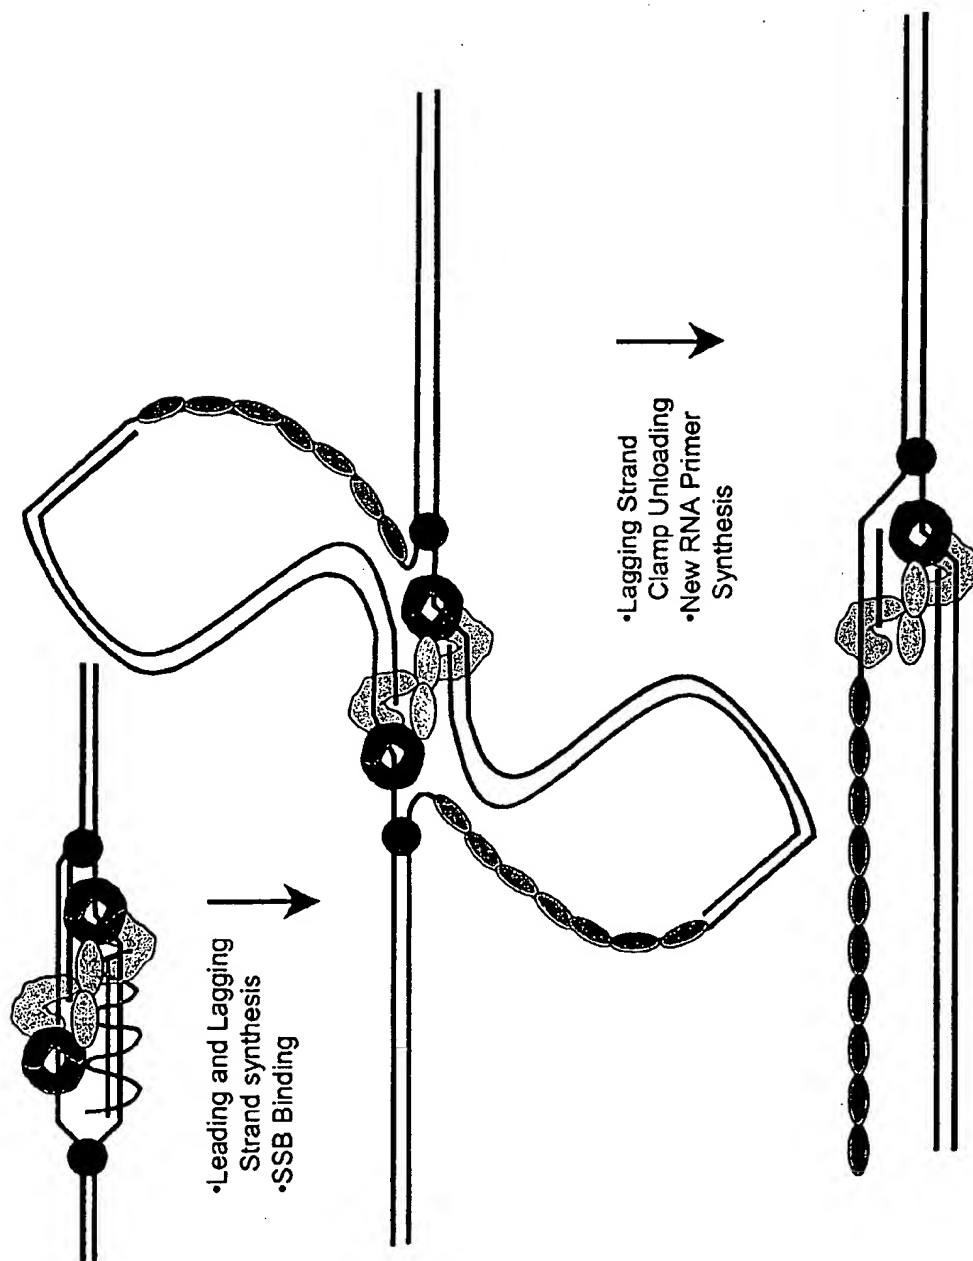 •Leading and Lagging
Strand synthesis
•SSB Binding
•Lagging Strand
Clamp Unloading
•New RNA Primer
Synthesis